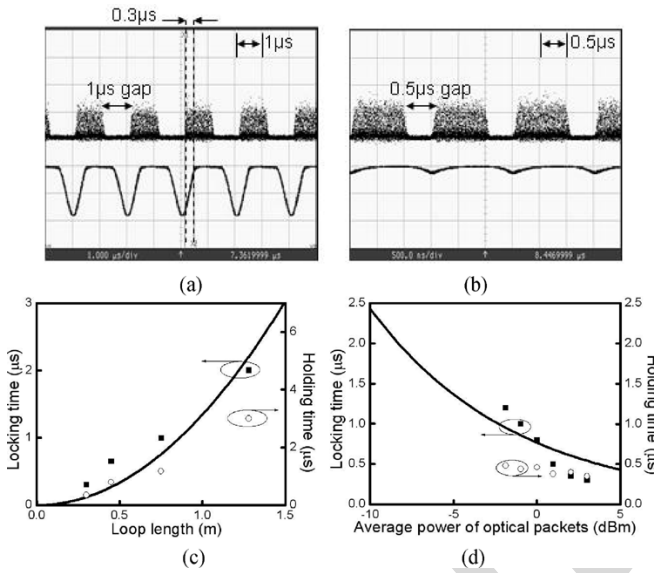 0.3µs
1µs
1µs gap
1.000 µs/div
7.3619999 µs
(a)
0.5µs
0.5µs gap
500.0 ns/div
8.4469999 µs
(b)
Locking time (µs)
3
2
1
0
0.0
0.5
1.0
1.5
Loop length (m)
6
4
2
0
Holding time (µs)
(c)
Locking time (µs)
2.5
2.0
1.5
1.0
0.5
0.0
-10
-5
0
5
Average power of optical packets (dBm)
2.5
2.0
1.5
1.0
0.5
0.0
Holding time (µs)
(d)